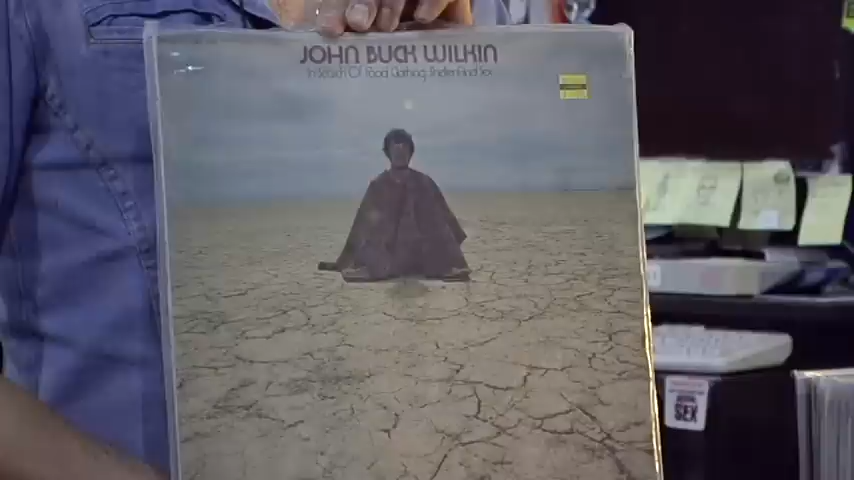 JOHN BUCK WILKIN
In Search Of Food Clothing Shelter And Sex
SEX